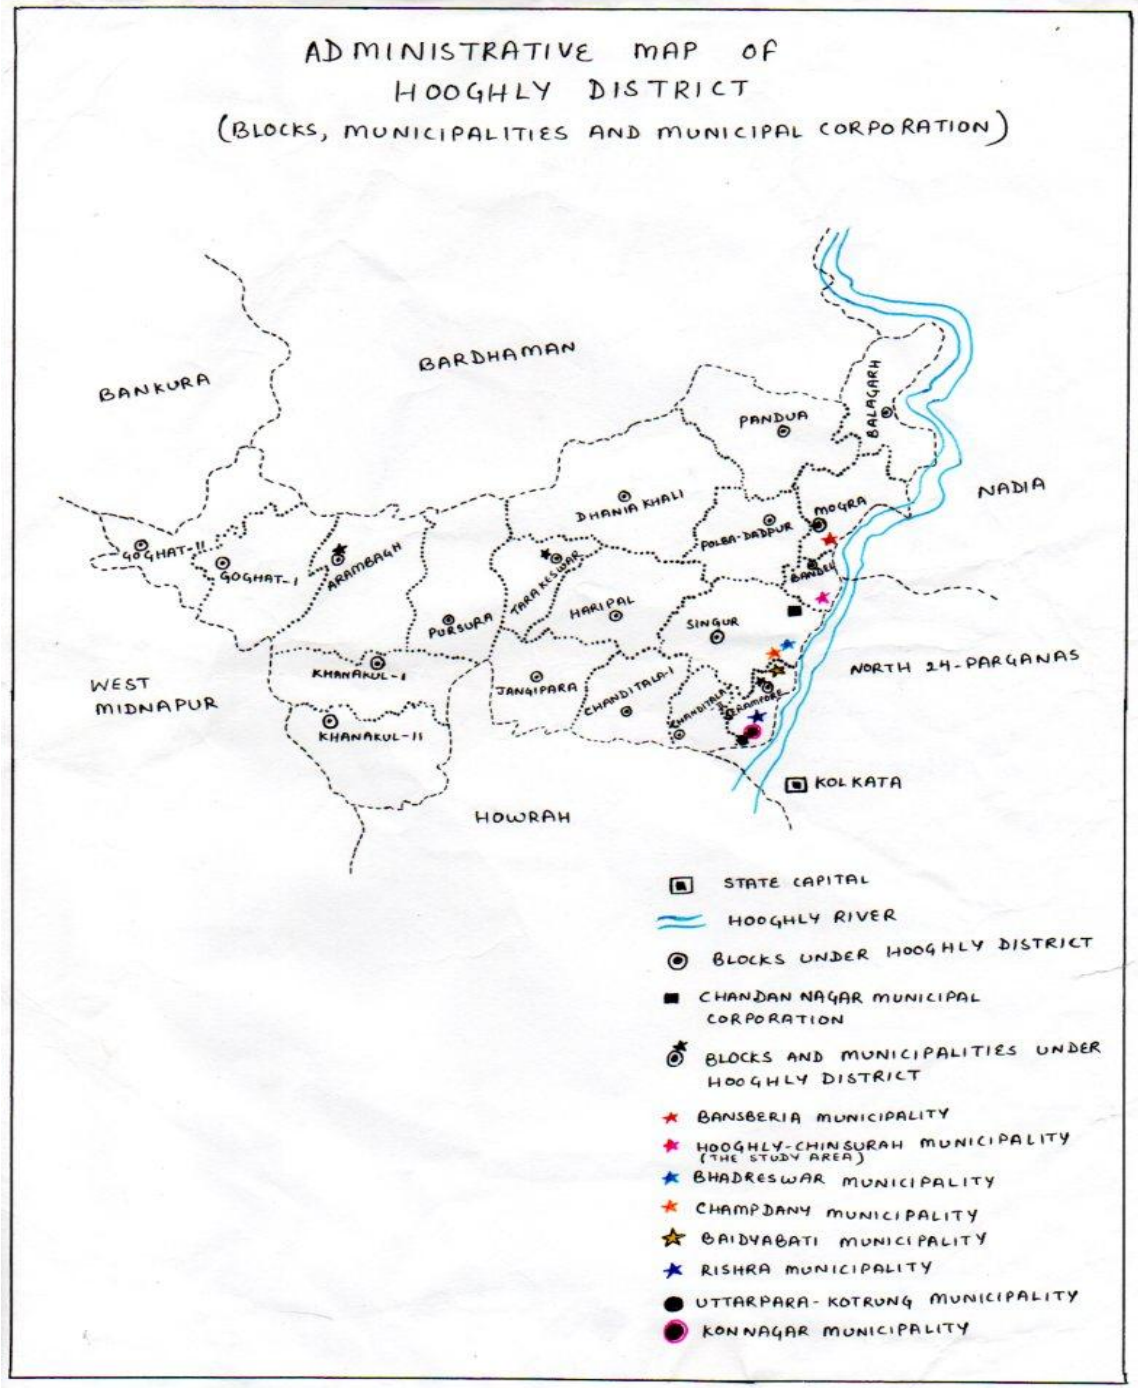 ADMINISTRATIVE MAP OF
HOOGHLY DISTRICT
(BLOCKS, MUNICIPALITIES AND MUNICIPAL CORPORATION)
BARDHAMAN
BANKURA
BALAGARH
PANDUA
NADIA
DHANIA KHALI
MOGRA
POLBA-DADPUR
GOGHAT-II
GOGHAT-I
ARAMBAGH
TARAKESWAR
BANDEL
HARIPAL
PURSURA
SINGUR
NORTH 24-PARGANAS
WEST
MIDNAPUR
KHANAKUL-I
JANGIPARA
CHANDITALA-I
CHANDITALA-II
SERAMPORE
KHANAKUL-II
KOLKATA
HOWRAH
STATE CAPITAL
HOOGHLY RIVER
BLOCKS UNDER HOOGHLY DISTRICT
CHANDAN NAGAR MUNICIPAL
CORPORATION
BLOCKS AND MUNICIPALITIES UNDER
HOOGHLY DISTRICT
BANSBERIA MUNICIPALITY
HOOGHLY-CHINSURAH MUNICIPALITY
(THE STUDY AREA)
BHADRESWAR MUNICIPALITY
CHAMPDANY MUNICIPALITY
BAIDYABATI MUNICIPALITY
RISHRA MUNICIPALITY
UTTARPARA-KOTRUNG MUNICIPALITY
KONNAGAR MUNICIPALITY